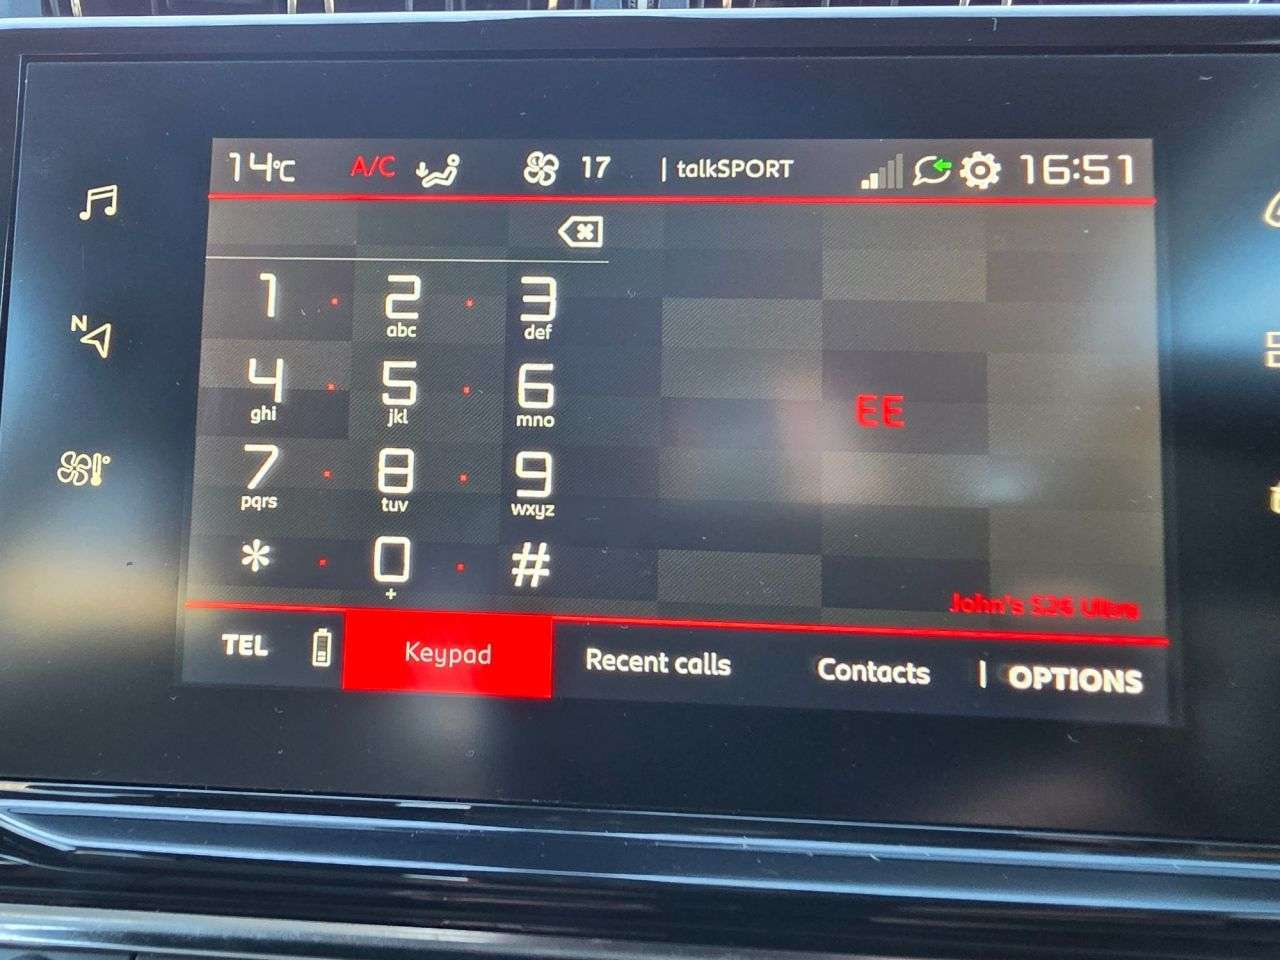 14°C A/C 17 | talkSPORT 16:51
N
1 2 3
abc def
EE
4 5 6
ghi jkl mno
7 8 9
pqrs tuv wxyz
* 0 #
+
John's S26 Ultra
TEL Keypad Recent calls Contacts | OPTIONS